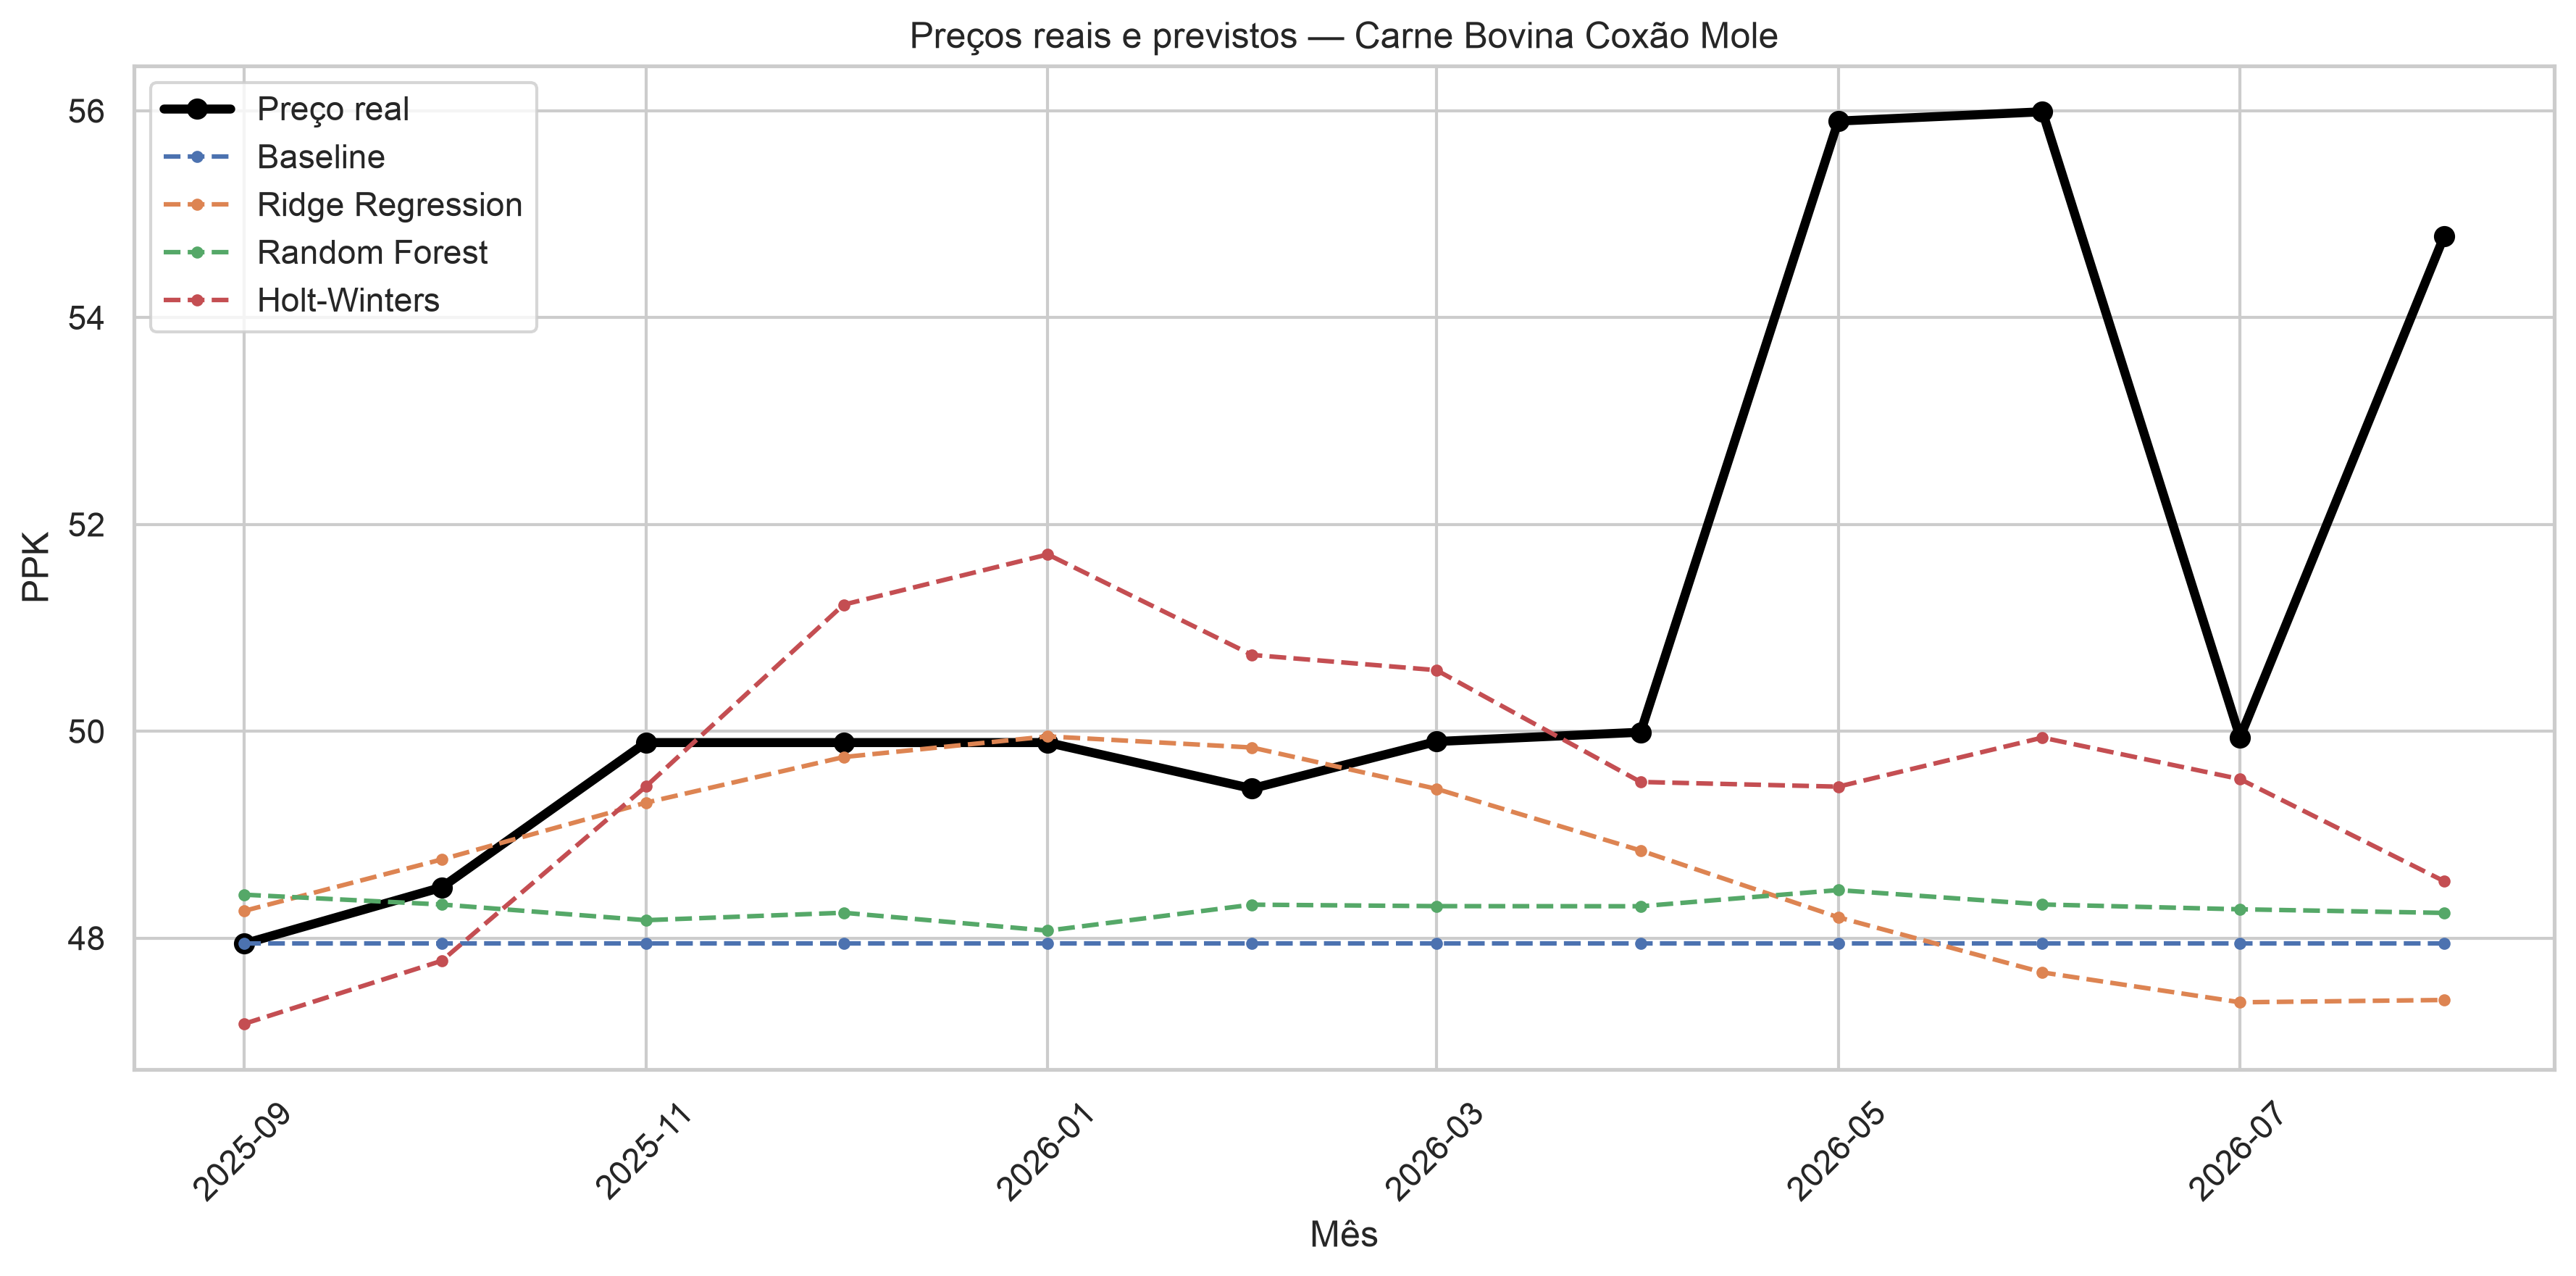 Preços reais e previstos — Carne Bovina Coxão Mole
Preço real
Baseline
Ridge Regression
Random Forest
Holt-Winters
56
54
52
50
48
PPK
2025-09
2025-11
2026-01
2026-03
2026-05
2026-07
Mês